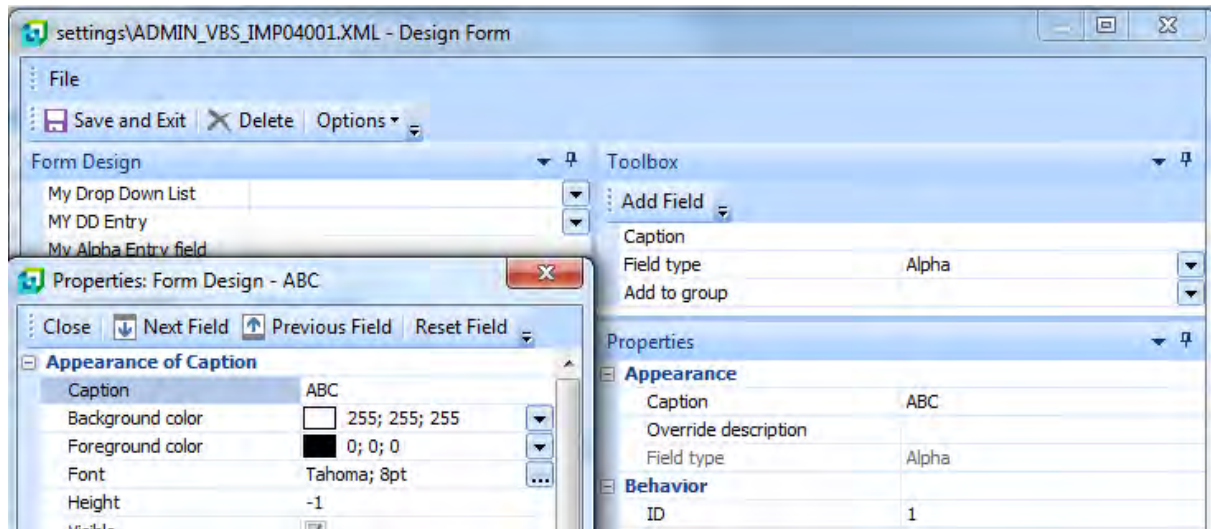 settings\ADMIN_VBS_IMP04001.XML - Design Form
File
Save and Exit Delete Options
Form Design
My Drop Down List
MY DD Entry
My Alpha Entry field
Toolbox
Add Field
Caption
Field type Alpha
Add to group
Properties: Form Design - ABC
Close Next Field Previous Field Reset Field
Appearance of Caption
Caption ABC
Background color 255; 255; 255
Foreground color 0; 0; 0
Font Tahoma; 8pt ...
Height -1
Visible
Properties
Appearance
Caption ABC
Override description
Field type Alpha
Behavior
ID 1